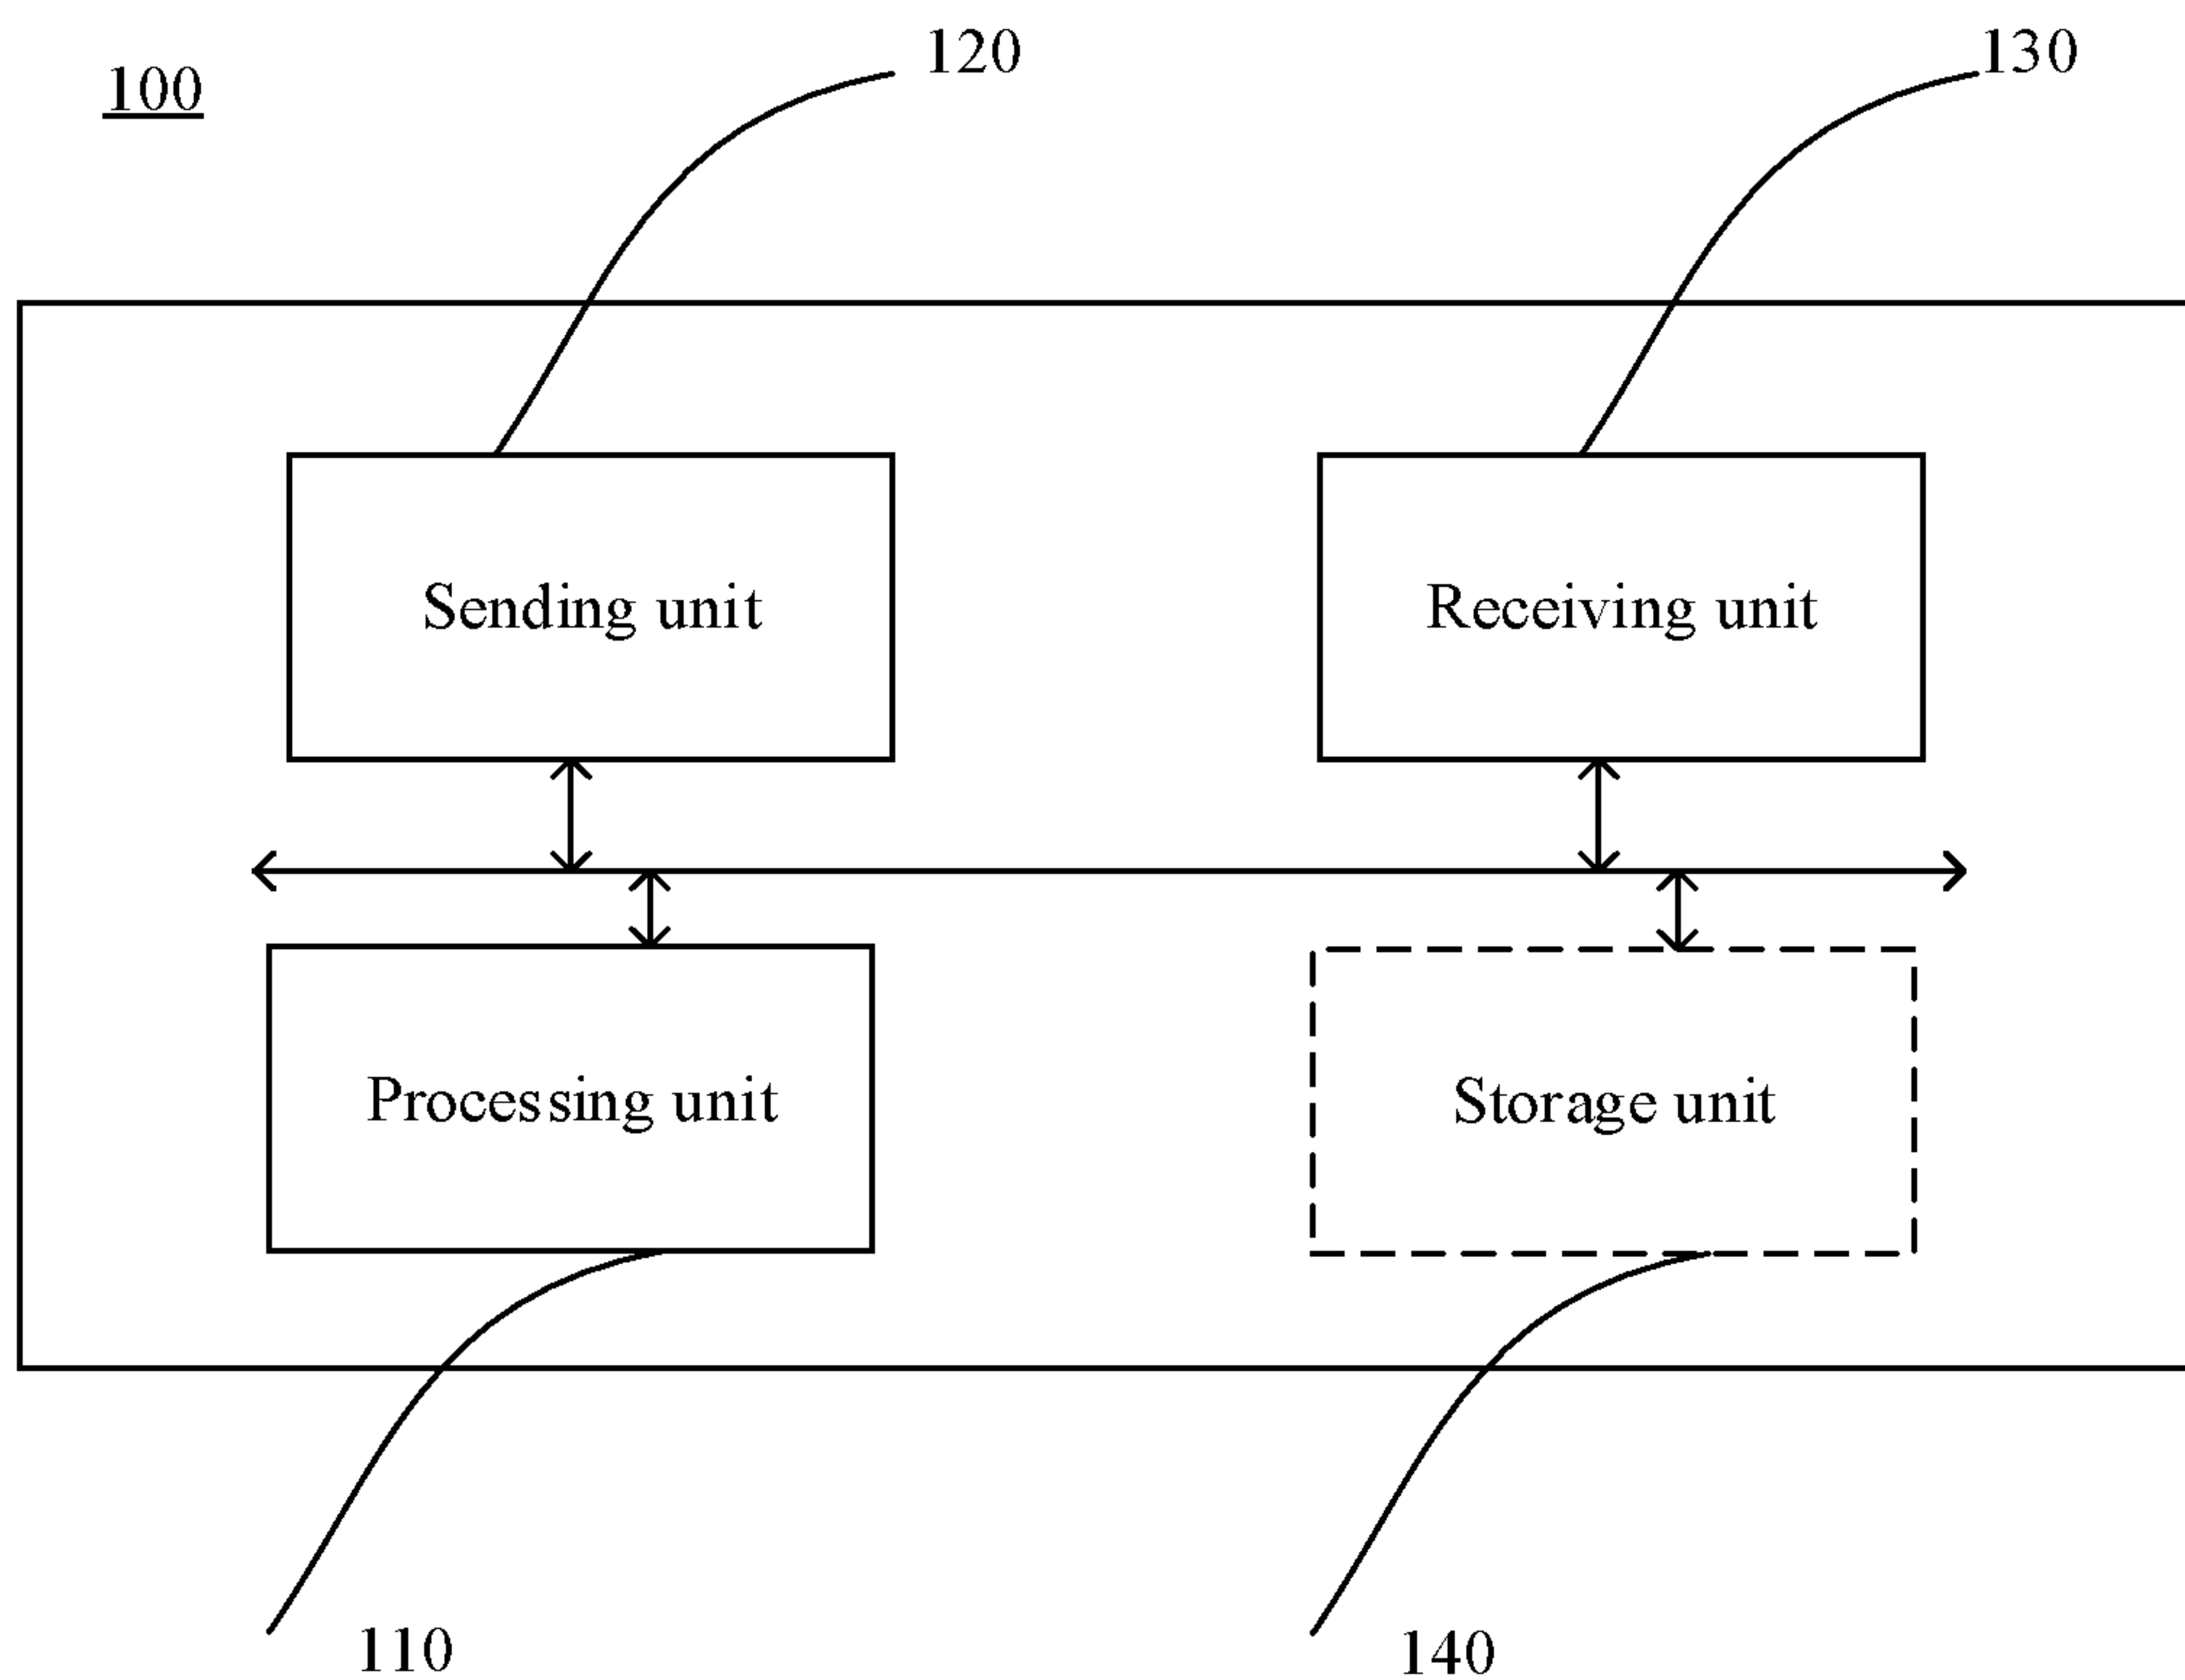 120
130
100
Sending unit
Receiving unit
Processing unit
Storage unit
110
140